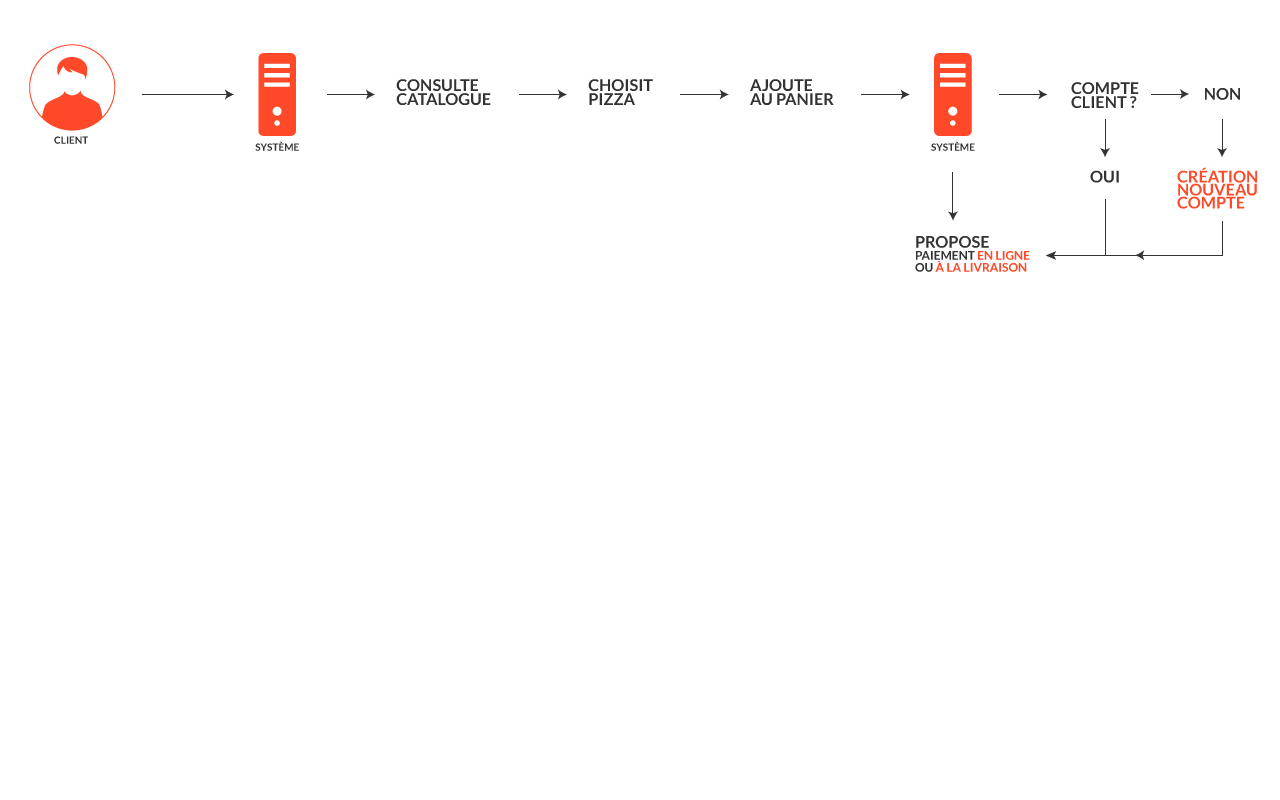 CLIENT
SYSTÈME
CONSULTE
CATALOGUE
CHOISIT
PIZZA
AJOUTE
AU PANIER
SYSTÈME
COMPTE
CLIENT ?
NON
OUI
CRÉATION
NOUVEAU
COMPTE
PROPOSE
PAIEMENT EN LIGNE
OU À LA LIVRAISON